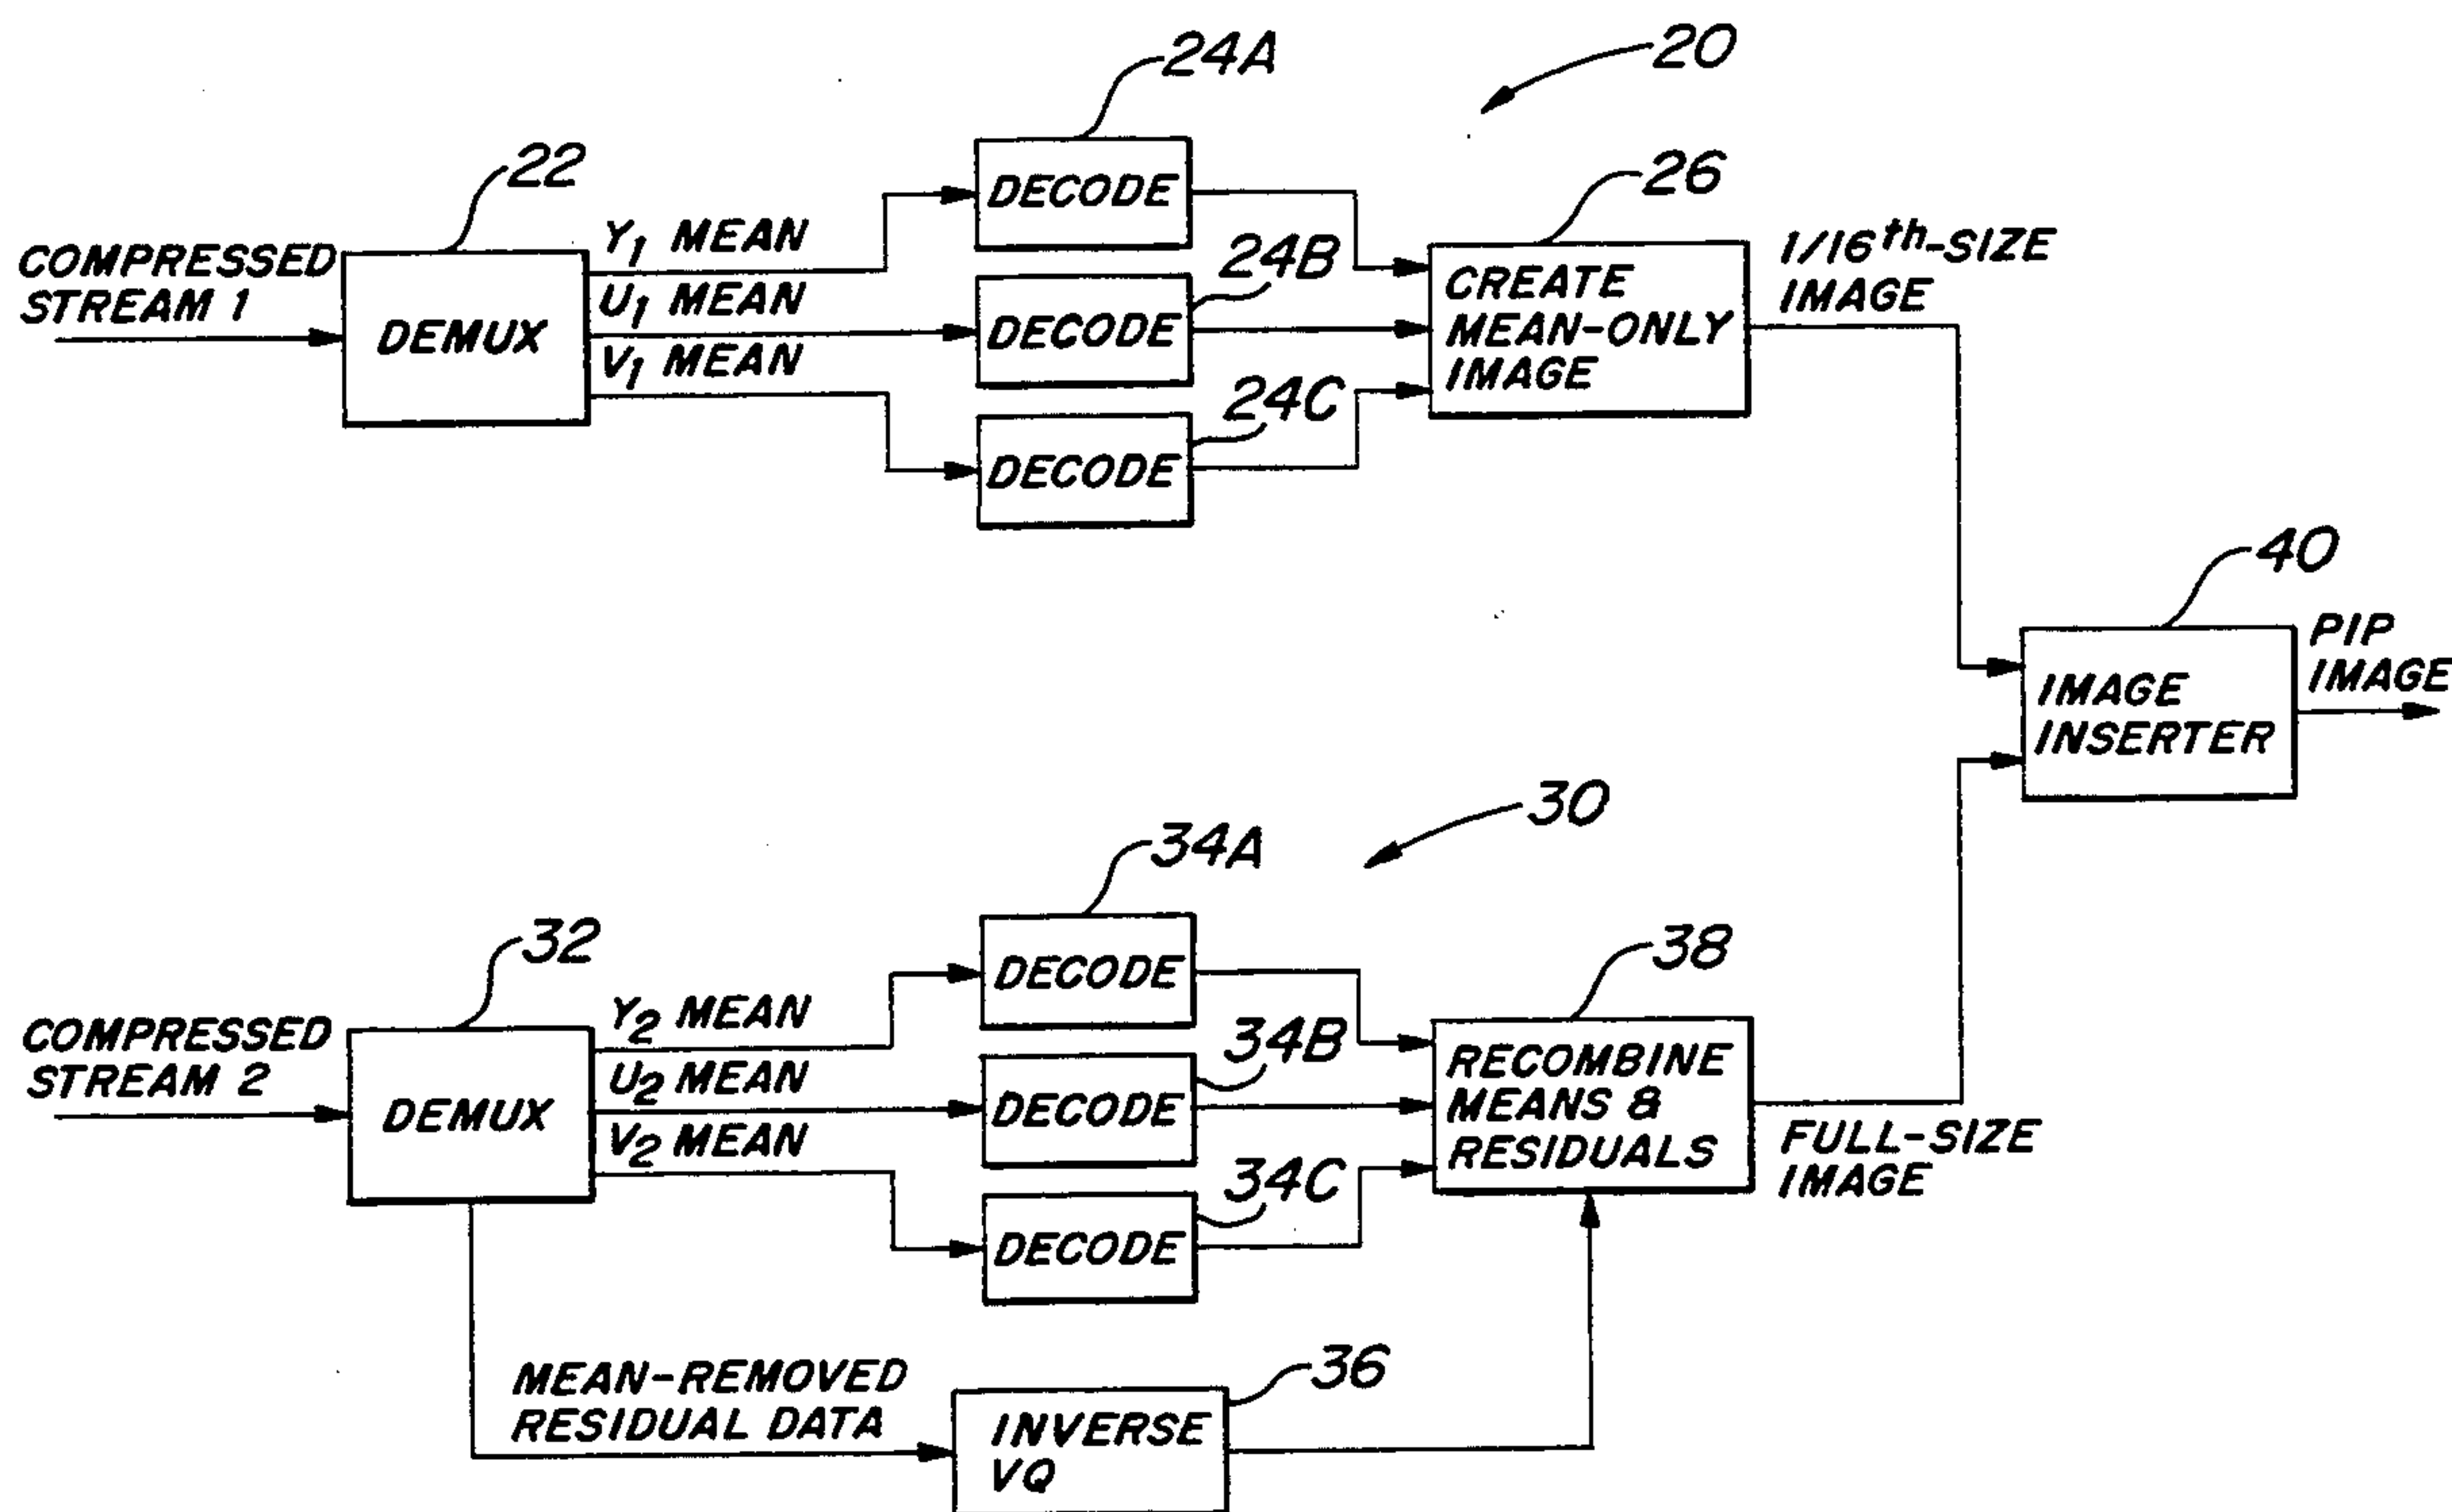 20
24A
22
26
COMPRESSED
STREAM 1
DEMUX
Y1 MEAN
U1 MEAN
V1 MEAN
DECODE
24B
DECODE
24C
DECODE
CREATE
MEAN-ONLY
IMAGE
1/16th-SIZE
IMAGE
40
IMAGE
INSERTER
PIP
IMAGE
30
34A
32
38
COMPRESSED
STREAM 2
DEMUX
Y2 MEAN
U2 MEAN
V2 MEAN
DECODE
34B
DECODE
34C
DECODE
RECOMBINE
MEANS &
RESIDUALS
FULL-SIZE
IMAGE
MEAN-REMOVED
RESIDUAL DATA
36
INVERSE
VQ